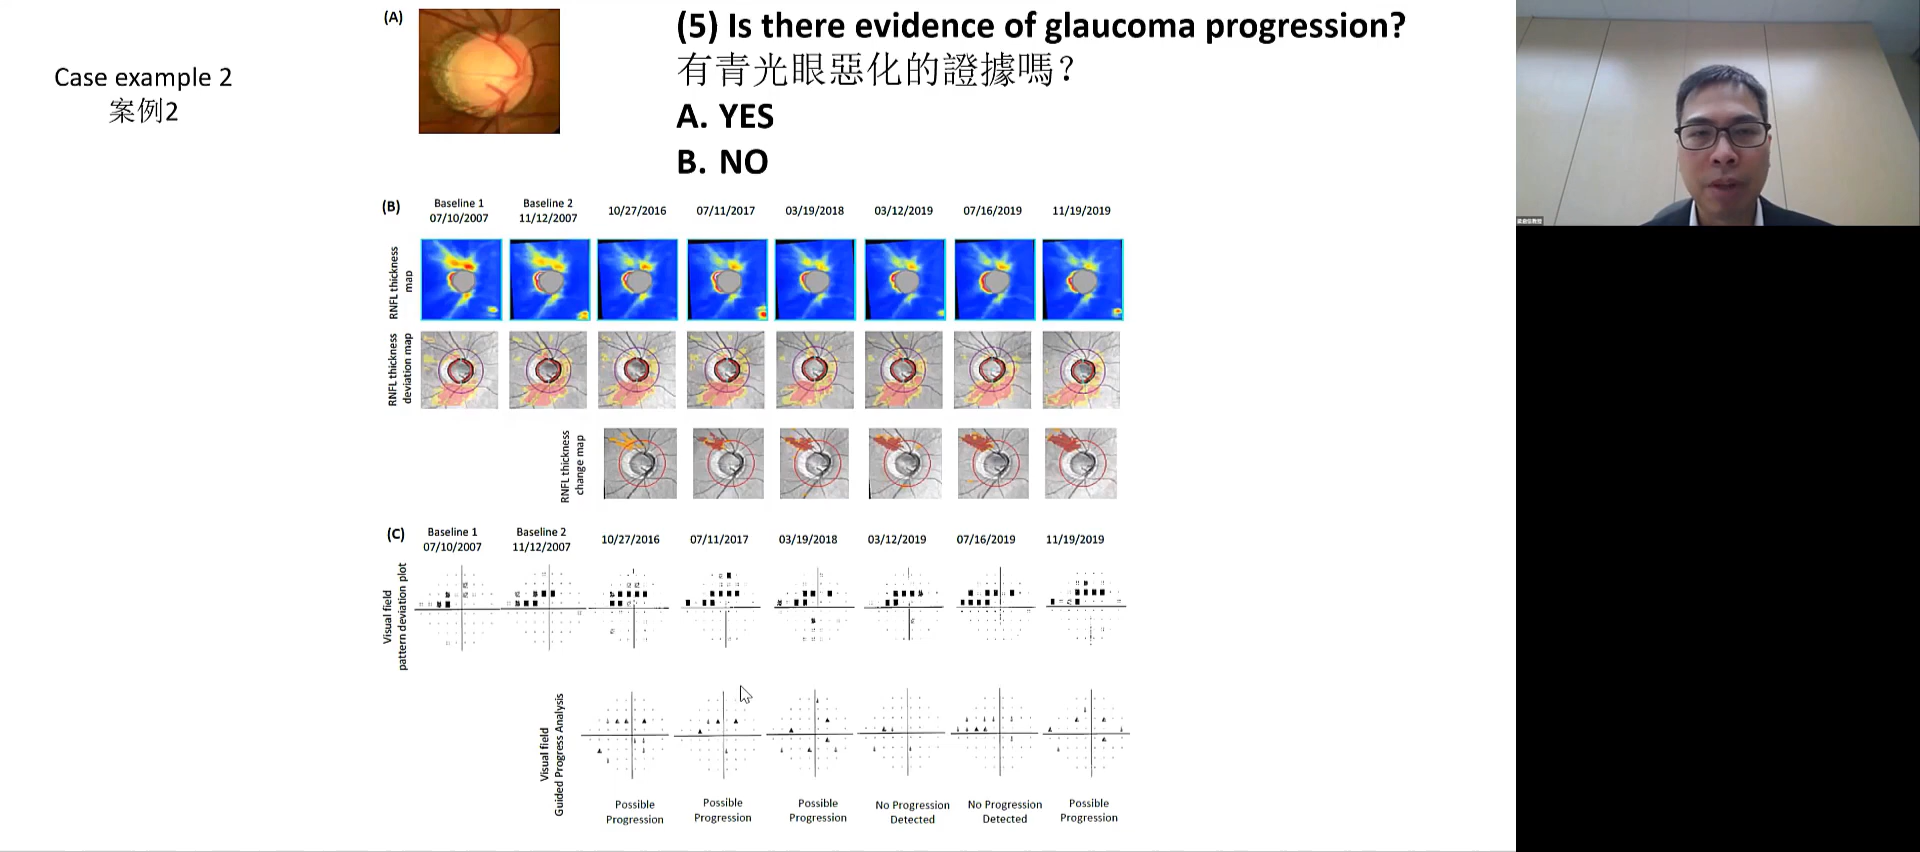 Case example 2
案例2
(A)
(5) Is there evidence of glaucoma progression?
有青光眼惡化的證據嗎？
A. YES
B. NO
(B)
Baseline 1
07/10/2007
Baseline 2
11/12/2007
10/27/2016
07/11/2017
03/19/2018
03/12/2019
07/16/2019
11/19/2019
RNFL thickness
map
RNFL thickness
deviation map
RNFL thickness
change map
(C)
Baseline 1
07/10/2007
Baseline 2
11/12/2007
10/27/2016
07/11/2017
03/19/2018
03/12/2019
07/16/2019
11/19/2019
Visual field
pattern deviation plot
Visual field
Guided Progress Analysis
Possible
Progression
Possible
Progression
Possible
Progression
No Progression
Detected
No Progression
Detected
Possible
Progression